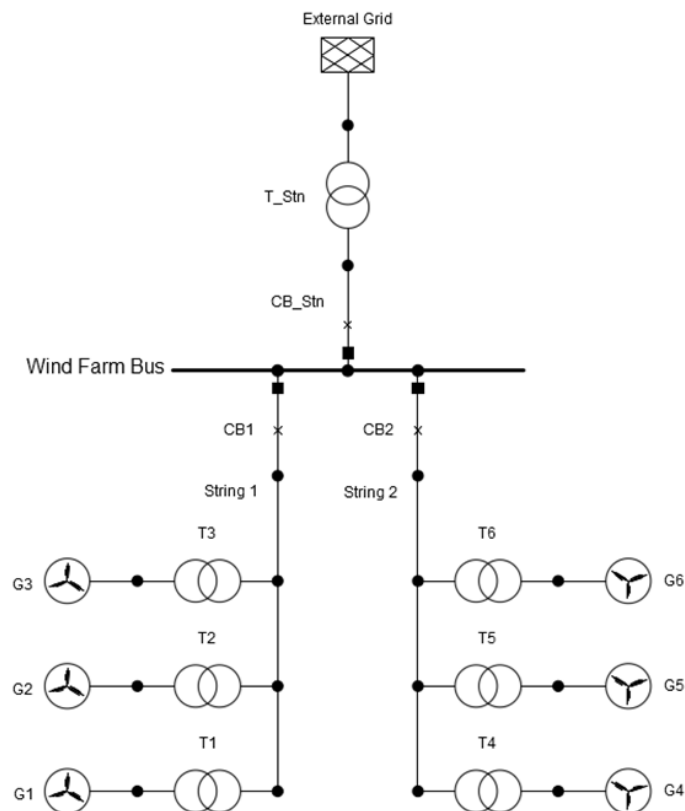 External Grid
T_Stn
CB_Stn
Wind Farm Bus
CB1
CB2
String 1
String 2
T3
T6
G3
G6
T2
T5
G2
G5
T1
T4
G1
G4